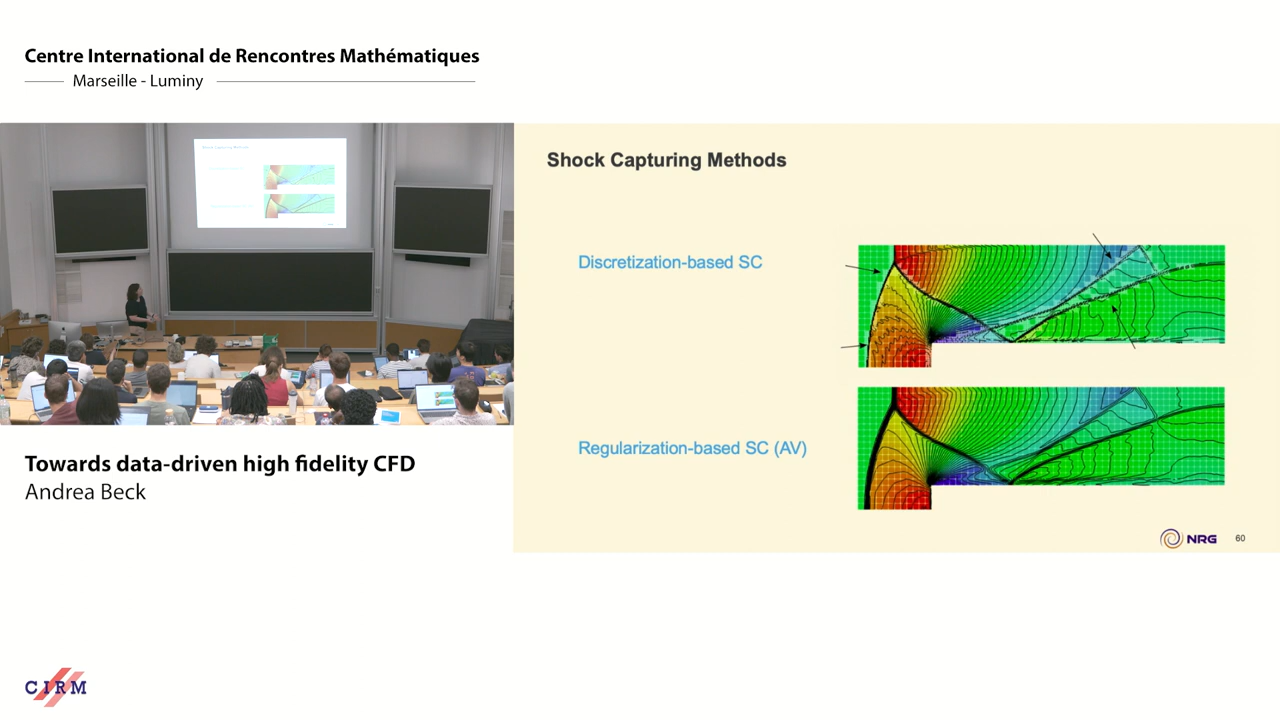 Centre International de Rencontres Mathématiques
Marseille - Luminy
Shock Capturing Methods
Discretization-based SC
Regularization-based SC (AV)
NRG 60
Towards data-driven high fidelity CFD
Andrea Beck
CIRM